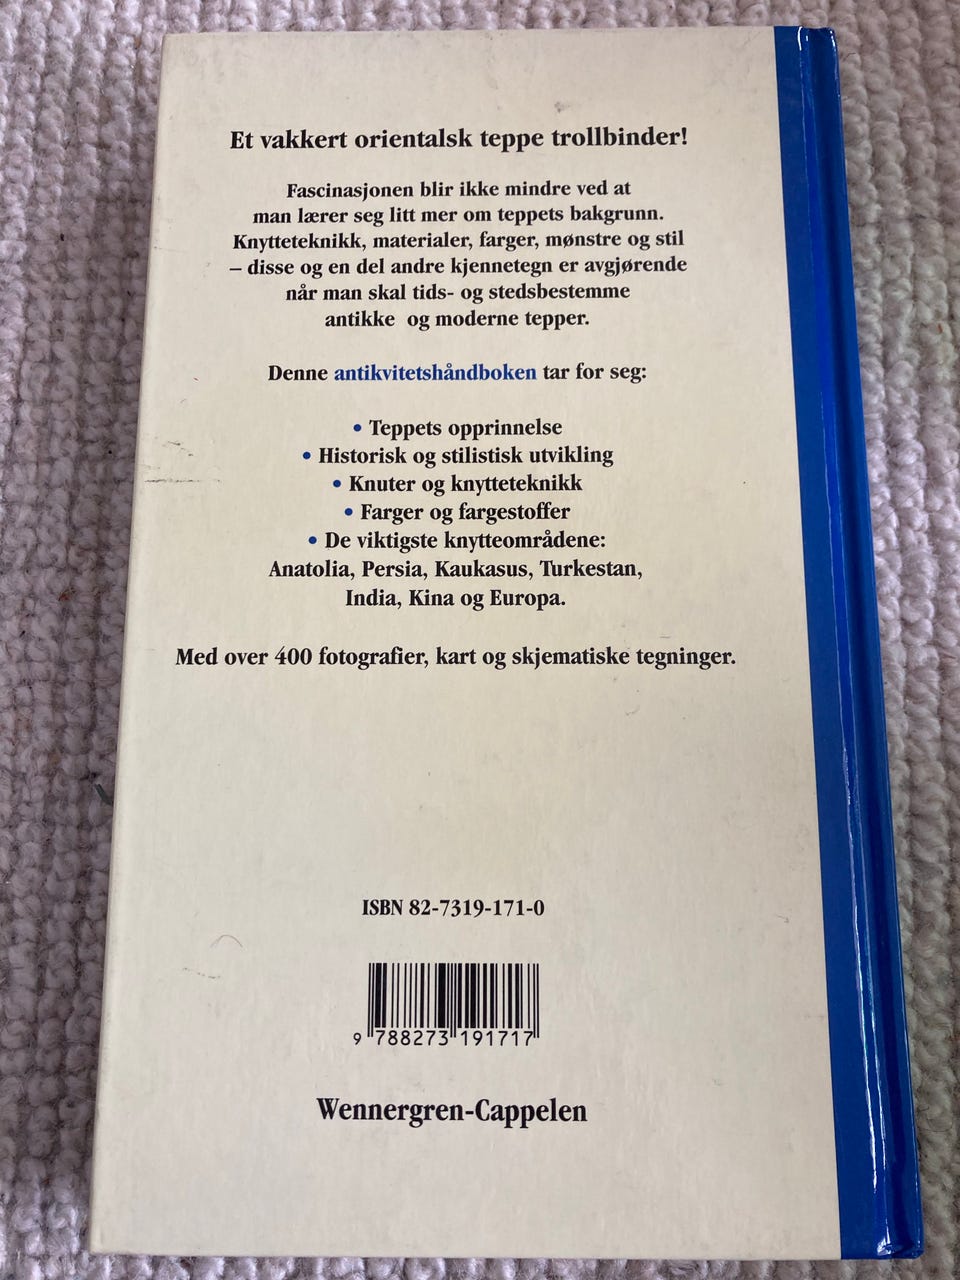 Et vakkert orientalsk teppe trollbinder!
Fascinasjonen blir ikke mindre ved at
man lærer seg litt mer om teppets bakgrunn.
Knytteteknikk, materialer, farger, mønstre og stil
– disse og en del andre kjennetegn er avgjørende
når man skal tids- og stedsbestemme
antikke og moderne tepper.
Denne antikvitetshåndboken tar for seg:
• Teppets opprinnelse
• Historisk og stilistisk utvikling
• Knuter og knytteteknikk
• Farger og fargestoffer
• De viktigste knytteområdene:
Anatolia, Persia, Kaukasus, Turkestan,
India, Kina og Europa.
Med over 400 fotografier, kart og skjematiske tegninger.
ISBN 82-7319-171-0
9 788273 191717
Wennergren-Cappelen